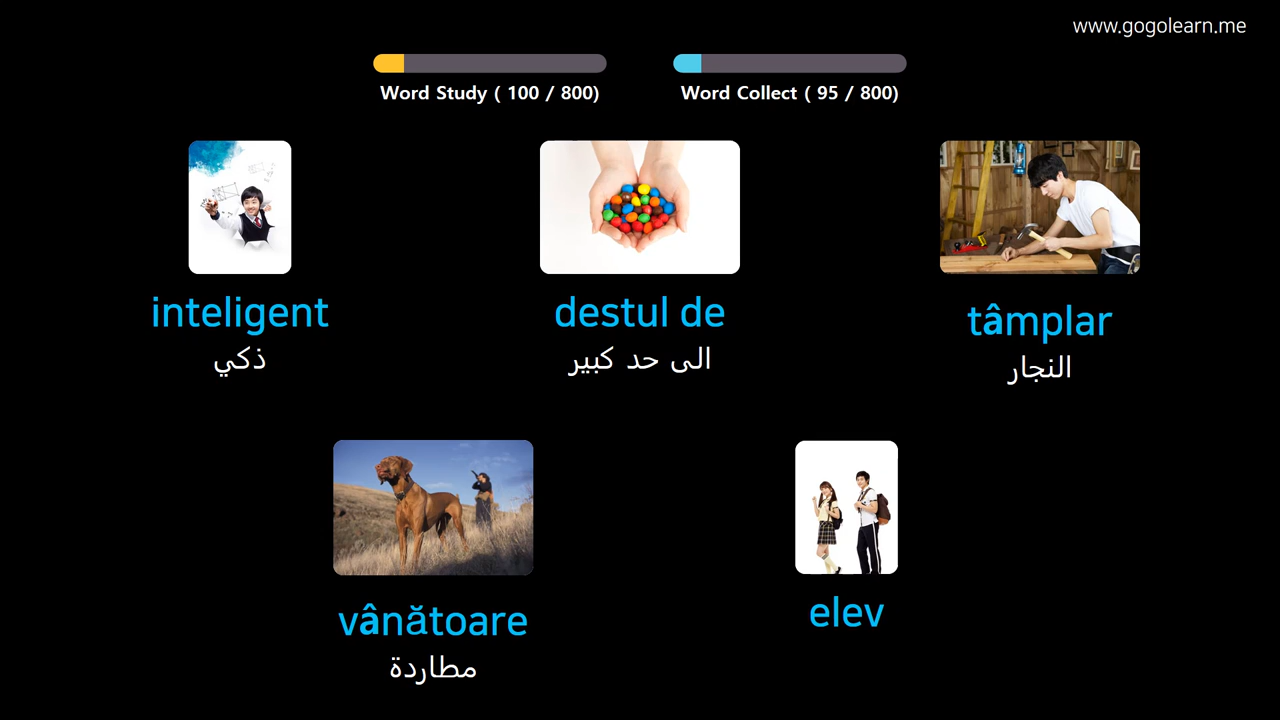 www.gogolearn.me
Word Study ( 100 / 800)
Word Collect ( 95 / 800)
inteligent
ذكي
destul de
الى حد كبير
tâmplar
النجار
vânătoare
مطاردة
elev